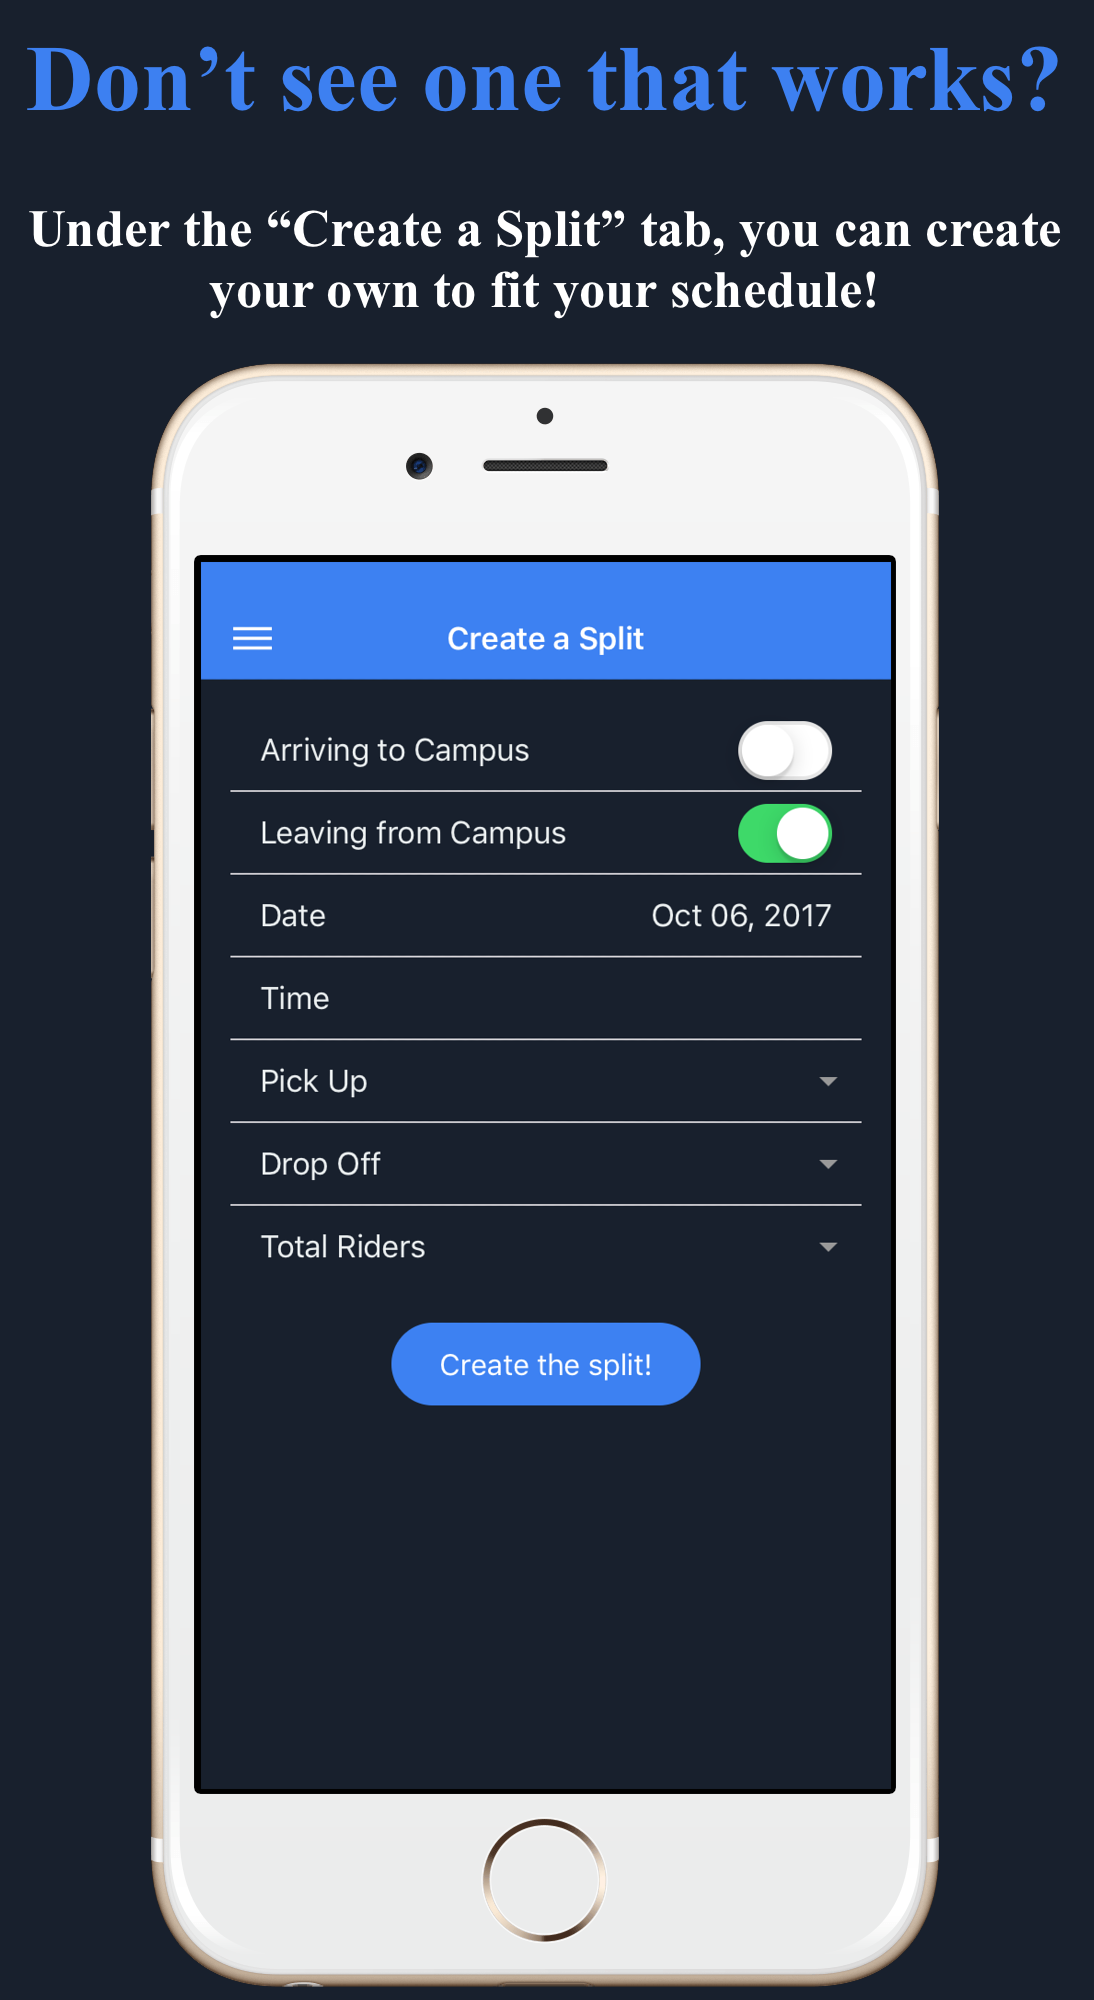 Don’t see one that works?
Under the “Create a Split” tab, you can create
your own to fit your schedule!
Create a Split
Arriving to Campus
Leaving from Campus
Date Oct 06, 2017
Time
Pick Up
Drop Off
Total Riders
Create the split!